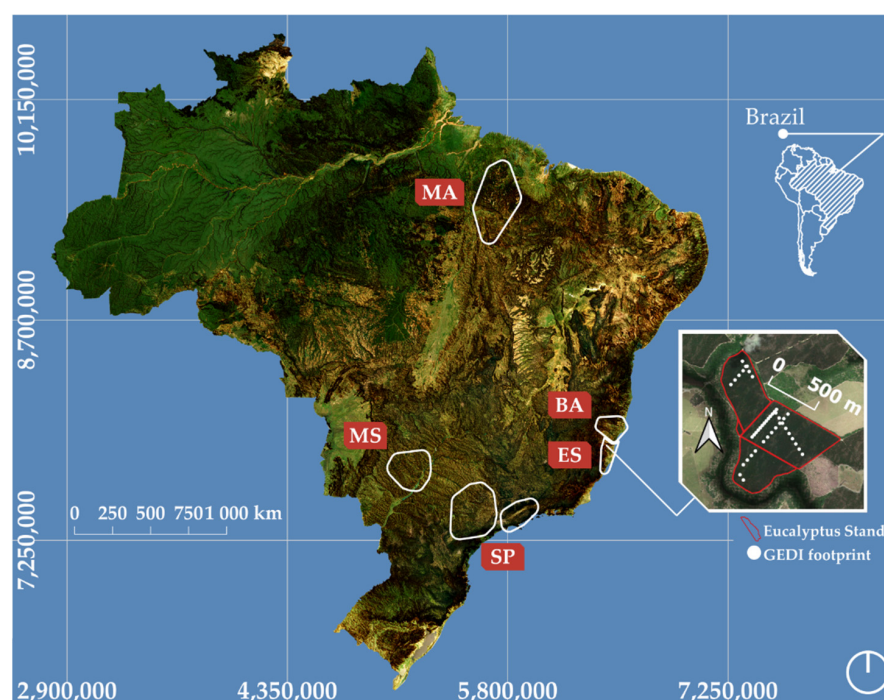 10,150,000
Brazil
MA
8,700,000
0
500 m
BA
N
MS
ES
0 250 500 750 1 000 km
Eucalyptus Stand
7,250,000
SP
GEDI footprint
2,900,000 4,350,000 5,800,000 7,250,000